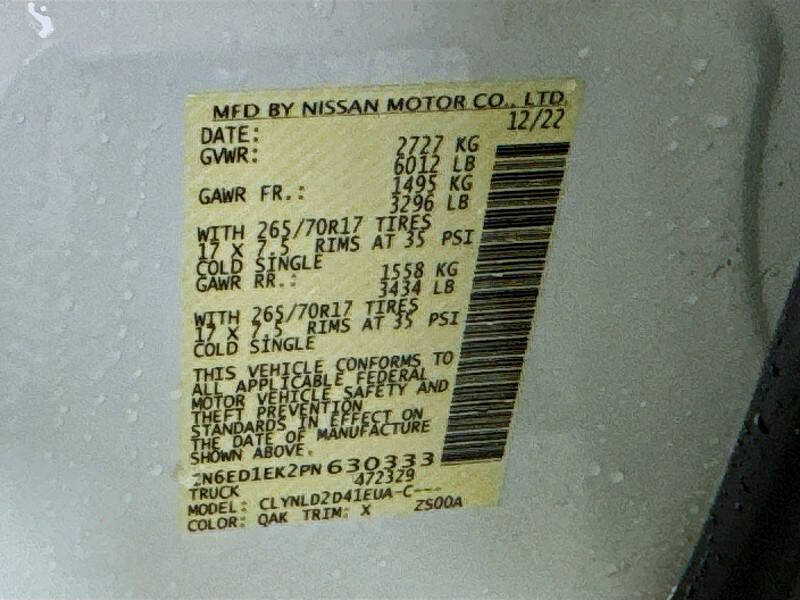 MFD BY NISSAN MOTOR CO., LTD.
DATE: 12/22
GVWR: 2727 KG
6012 LB
GAWR FR.: 1495 KG
3296 LB
WITH 265/70R17 TIRES
17 X 7.5 RIMS AT 35 PSI
COLD SINGLE
GAWR RR.: 1558 KG
3434 LB
WITH 265/70R17 TIRES
17 X 7.5 RIMS AT 35 PSI
COLD SINGLE
THIS VEHICLE CONFORMS TO
ALL APPLICABLE FEDERAL
MOTOR VEHICLE SAFETY AND
THEFT PREVENTION
STANDARDS IN EFFECT ON
THE DATE OF MANUFACTURE
SHOWN ABOVE.
N6ED1EK2PN630333
472329
TRUCK
MODEL: CLYNLD2D41EUA-C---
COLOR: QAK TRIM: X ZS00A